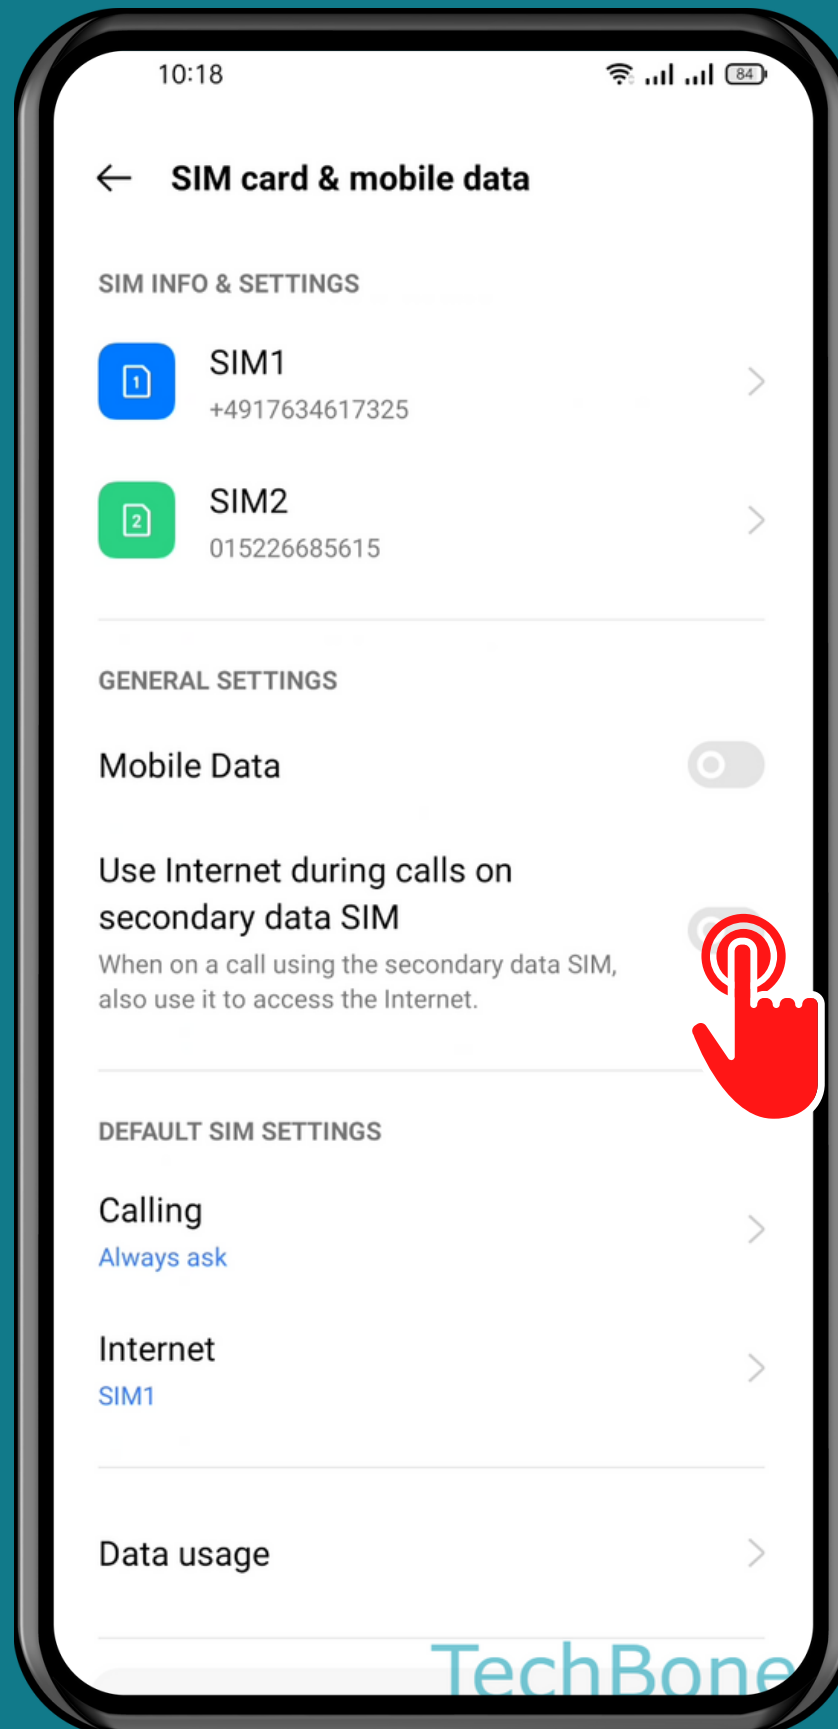 10:18
84
SIM card & mobile data
SIM INFO & SETTINGS
1
SIM1
+4917634617325
2
SIM2
015226685615
GENERAL SETTINGS
Mobile Data
Use Internet during calls on
secondary data SIM
When on a call using the secondary data SIM,
also use it to access the Internet.
DEFAULT SIM SETTINGS
Calling
Always ask
Internet
SIM1
Data usage
TechBone